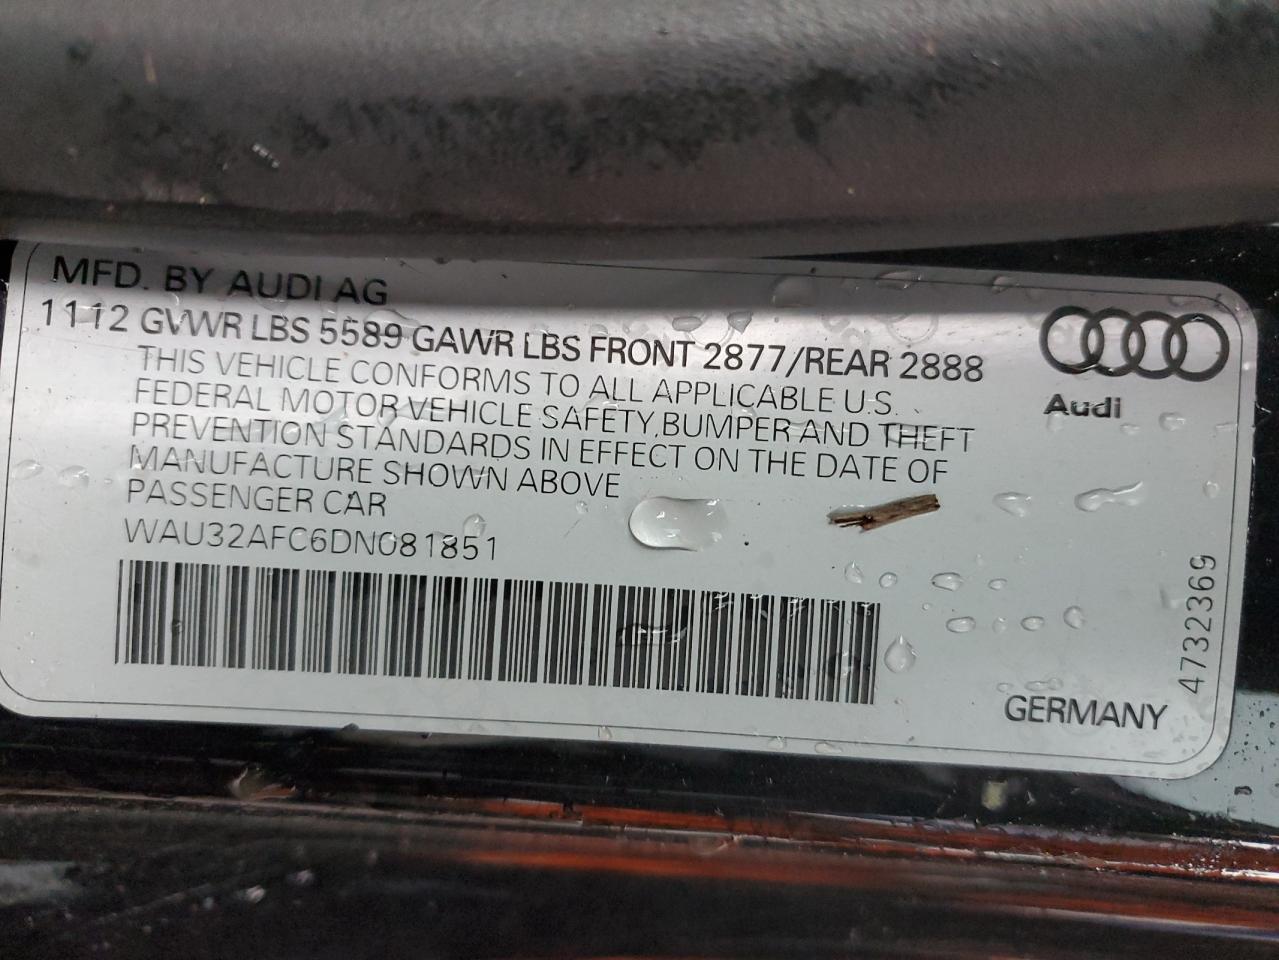 MFD. BY AUDI AG
1112 GVWR LBS 5589 GAWR LBS FRONT 2877/REAR 2888
THIS VEHICLE CONFORMS TO ALL APPLICABLE U.S.
FEDERAL MOTOR VEHICLE SAFETY, BUMPER AND THEFT
PREVENTION STANDARDS IN EFFECT ON THE DATE OF
MANUFACTURE SHOWN ABOVE
PASSENGER CAR
WAU32AFC6DN081851
Audi
4732369
GERMANY